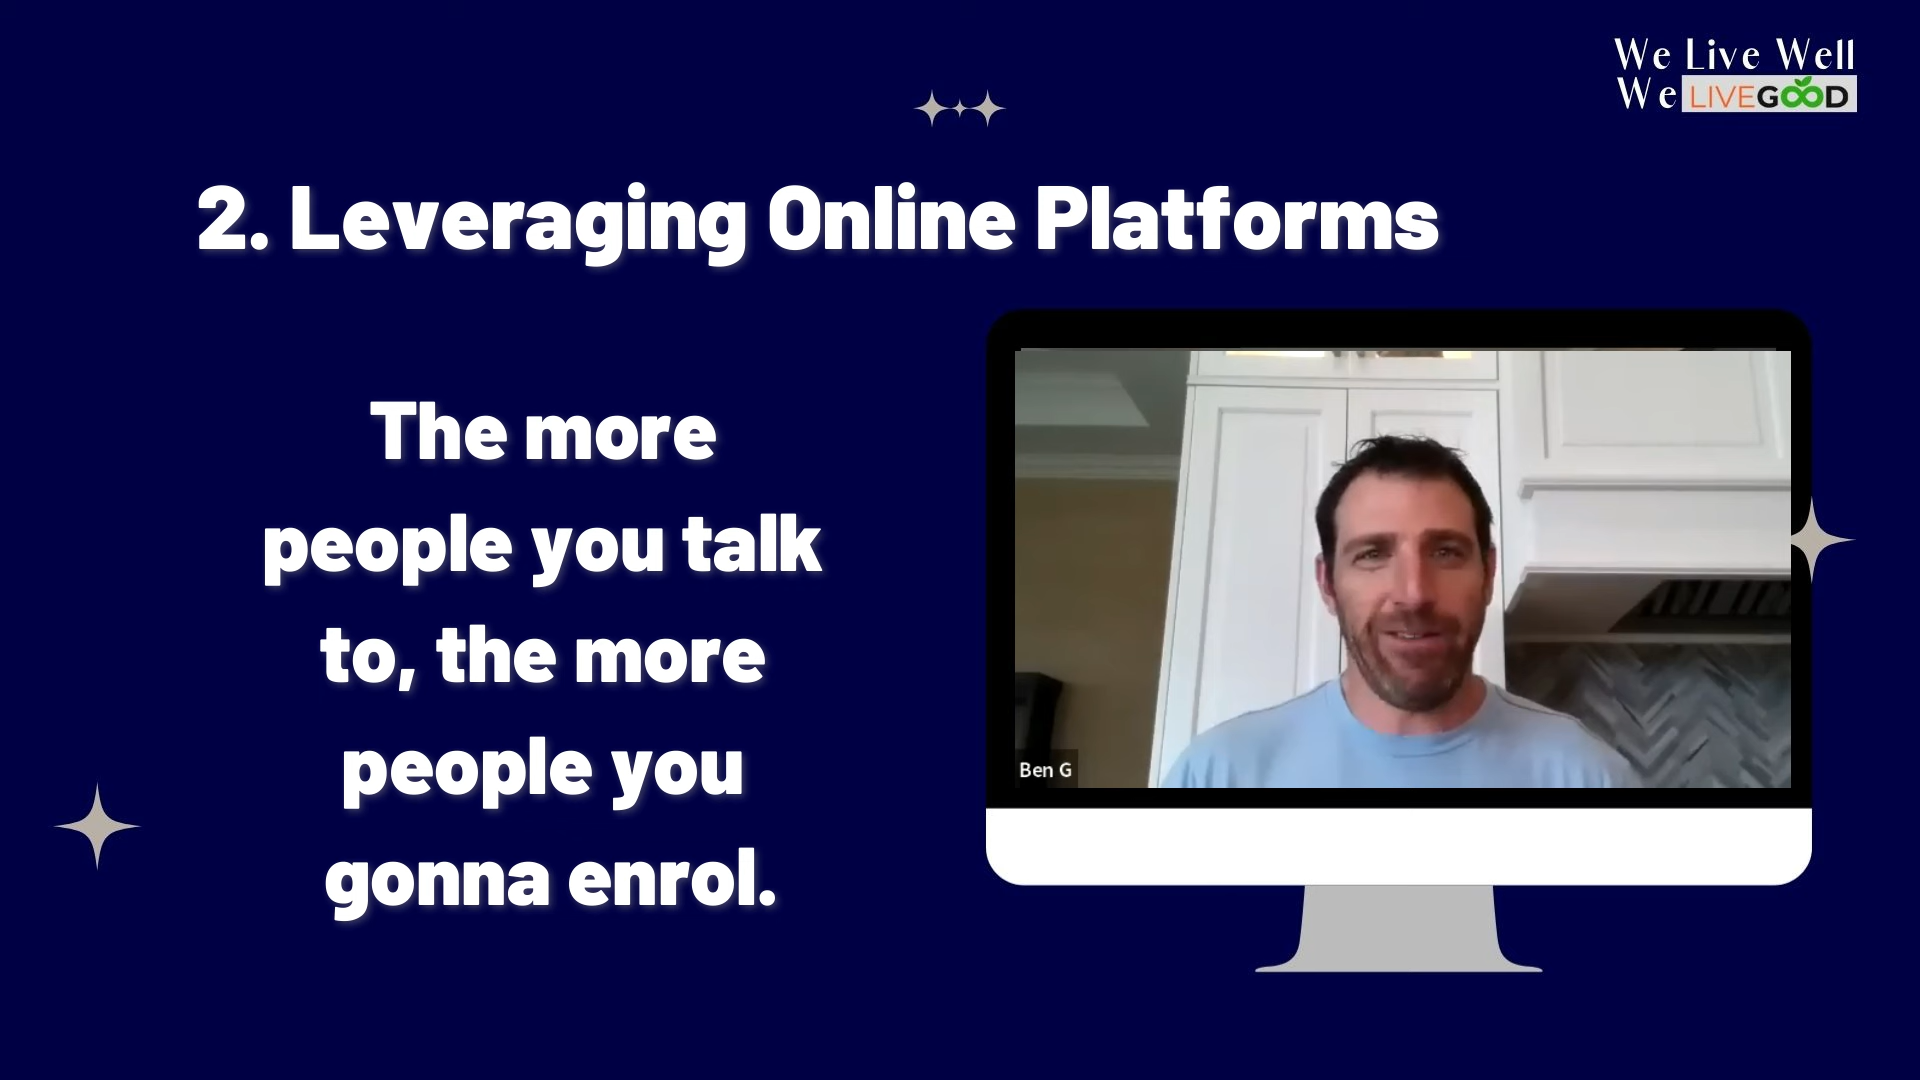 We Live Well
We LIVEGOOD
2. Leveraging Online Platforms
The more
people you talk
to, the more
people you
gonna enrol.
Ben G